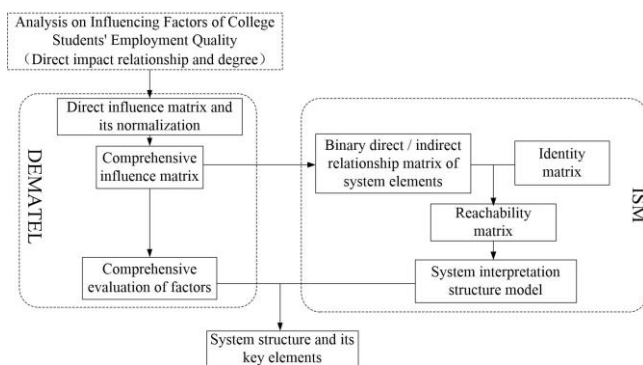 Analysis on Influencing Factors of College
Students' Employment Quality
（Direct impact relationship and degree）
Direct influence matrix and
its normalization
Comprehensive
influence matrix
Binary direct / indirect
relationship matrix of
system elements
Identity
matrix
DEMATEL
ISM
Reachability
matrix
Comprehensive
evaluation of factors
System interpretation
structure model
System structure and its
key elements